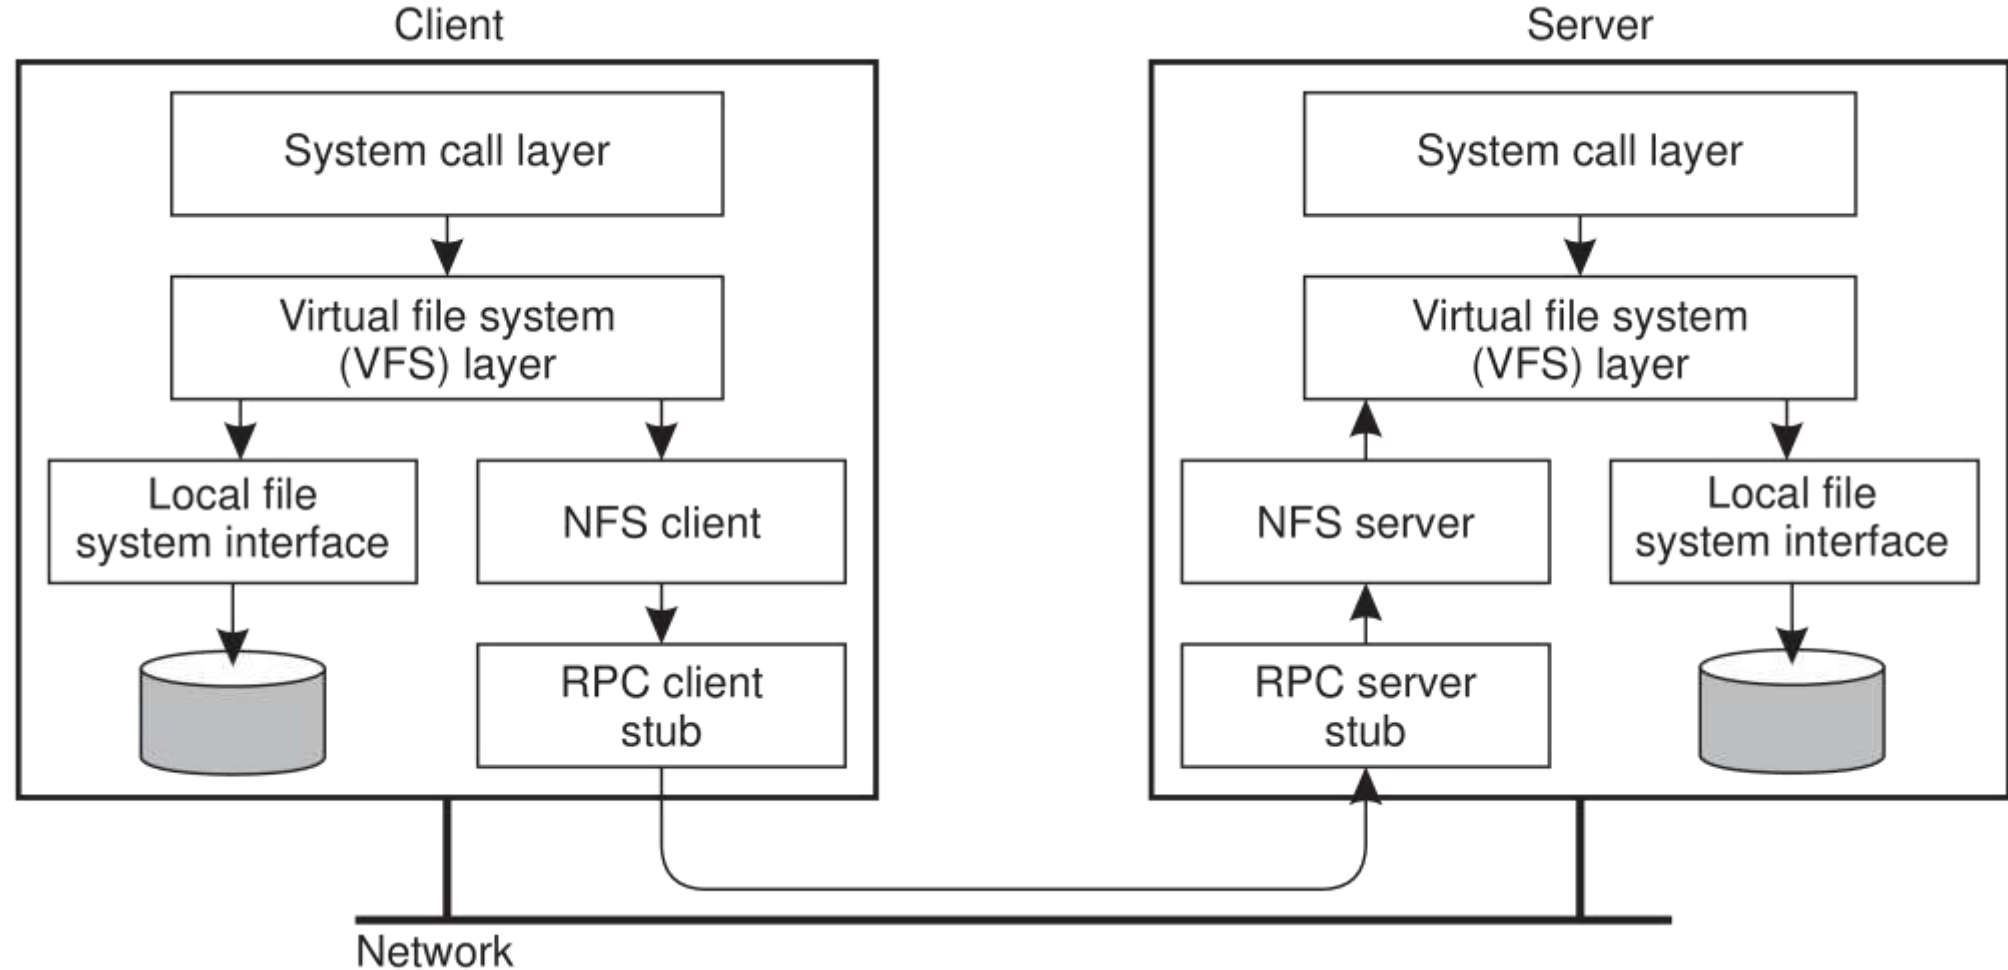 Client
System call layer
Virtual file system
(VFS) layer
Local file
system interface
NFS client
RPC client
stub
Server
System call layer
Virtual file system
(VFS) layer
NFS server
Local file
system interface
RPC server
stub
Network